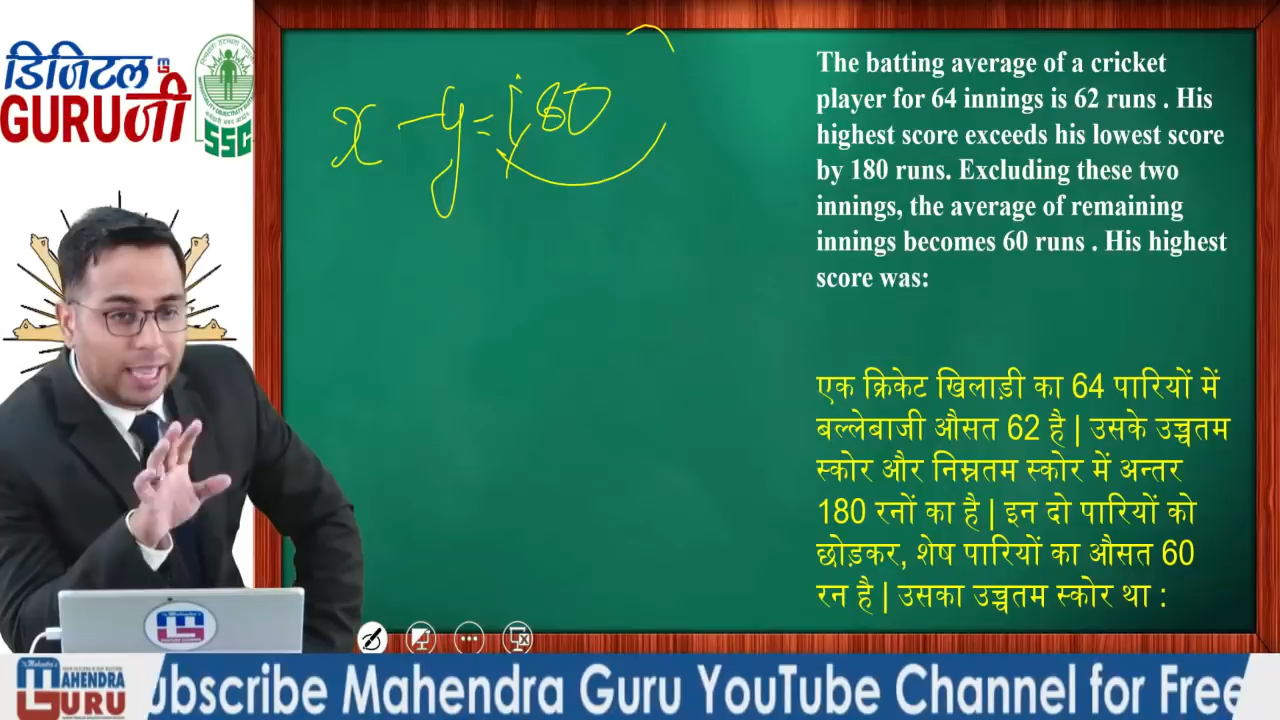 डिजिटल
GURUजी
SSC
x - y = 180
The batting average of a cricket
player for 64 innings is 62 runs . His
highest score exceeds his lowest score
by 180 runs. Excluding these two
innings, the average of remaining
innings becomes 60 runs . His highest
score was:
एक क्रिकेट खिलाड़ी का 64 पारियों में
बल्लेबाजी औसत 62 है | उसके उच्चतम
स्कोर और निम्नतम स्कोर में अन्तर
180 रनों का है | इन दो पारियों को
छोड़कर, शेष पारियों का औसत 60
रन है | उसका उच्चतम स्कोर था :
Mahendra's
MAHENDRA
GURU
ubscribe Mahendra Guru YouTube Channel for Free